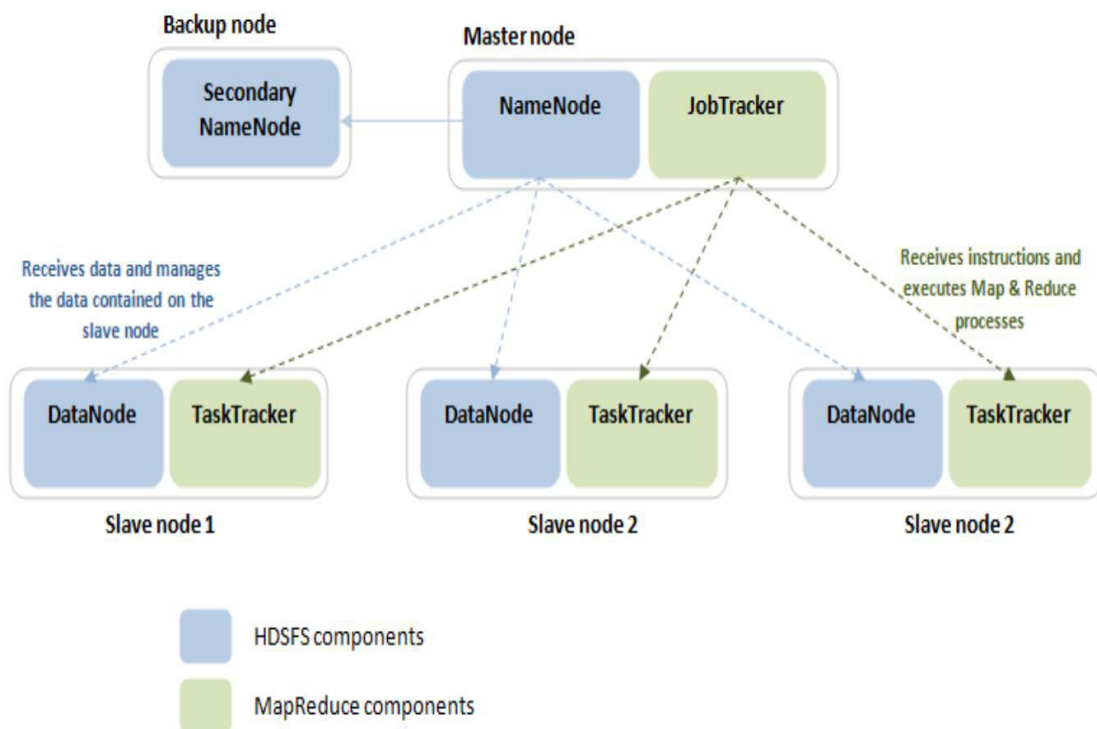 Backup node
Master node
Secondary
NameNode
NameNode
JobTracker
Receives data and manages
the data contained on the
slave node
Receives instructions and
executes Map & Reduce
processes
DataNode
TaskTracker
DataNode
TaskTracker
DataNode
TaskTracker
Slave node 1
Slave node 2
Slave node 2
HDSFS components
MapReduce components